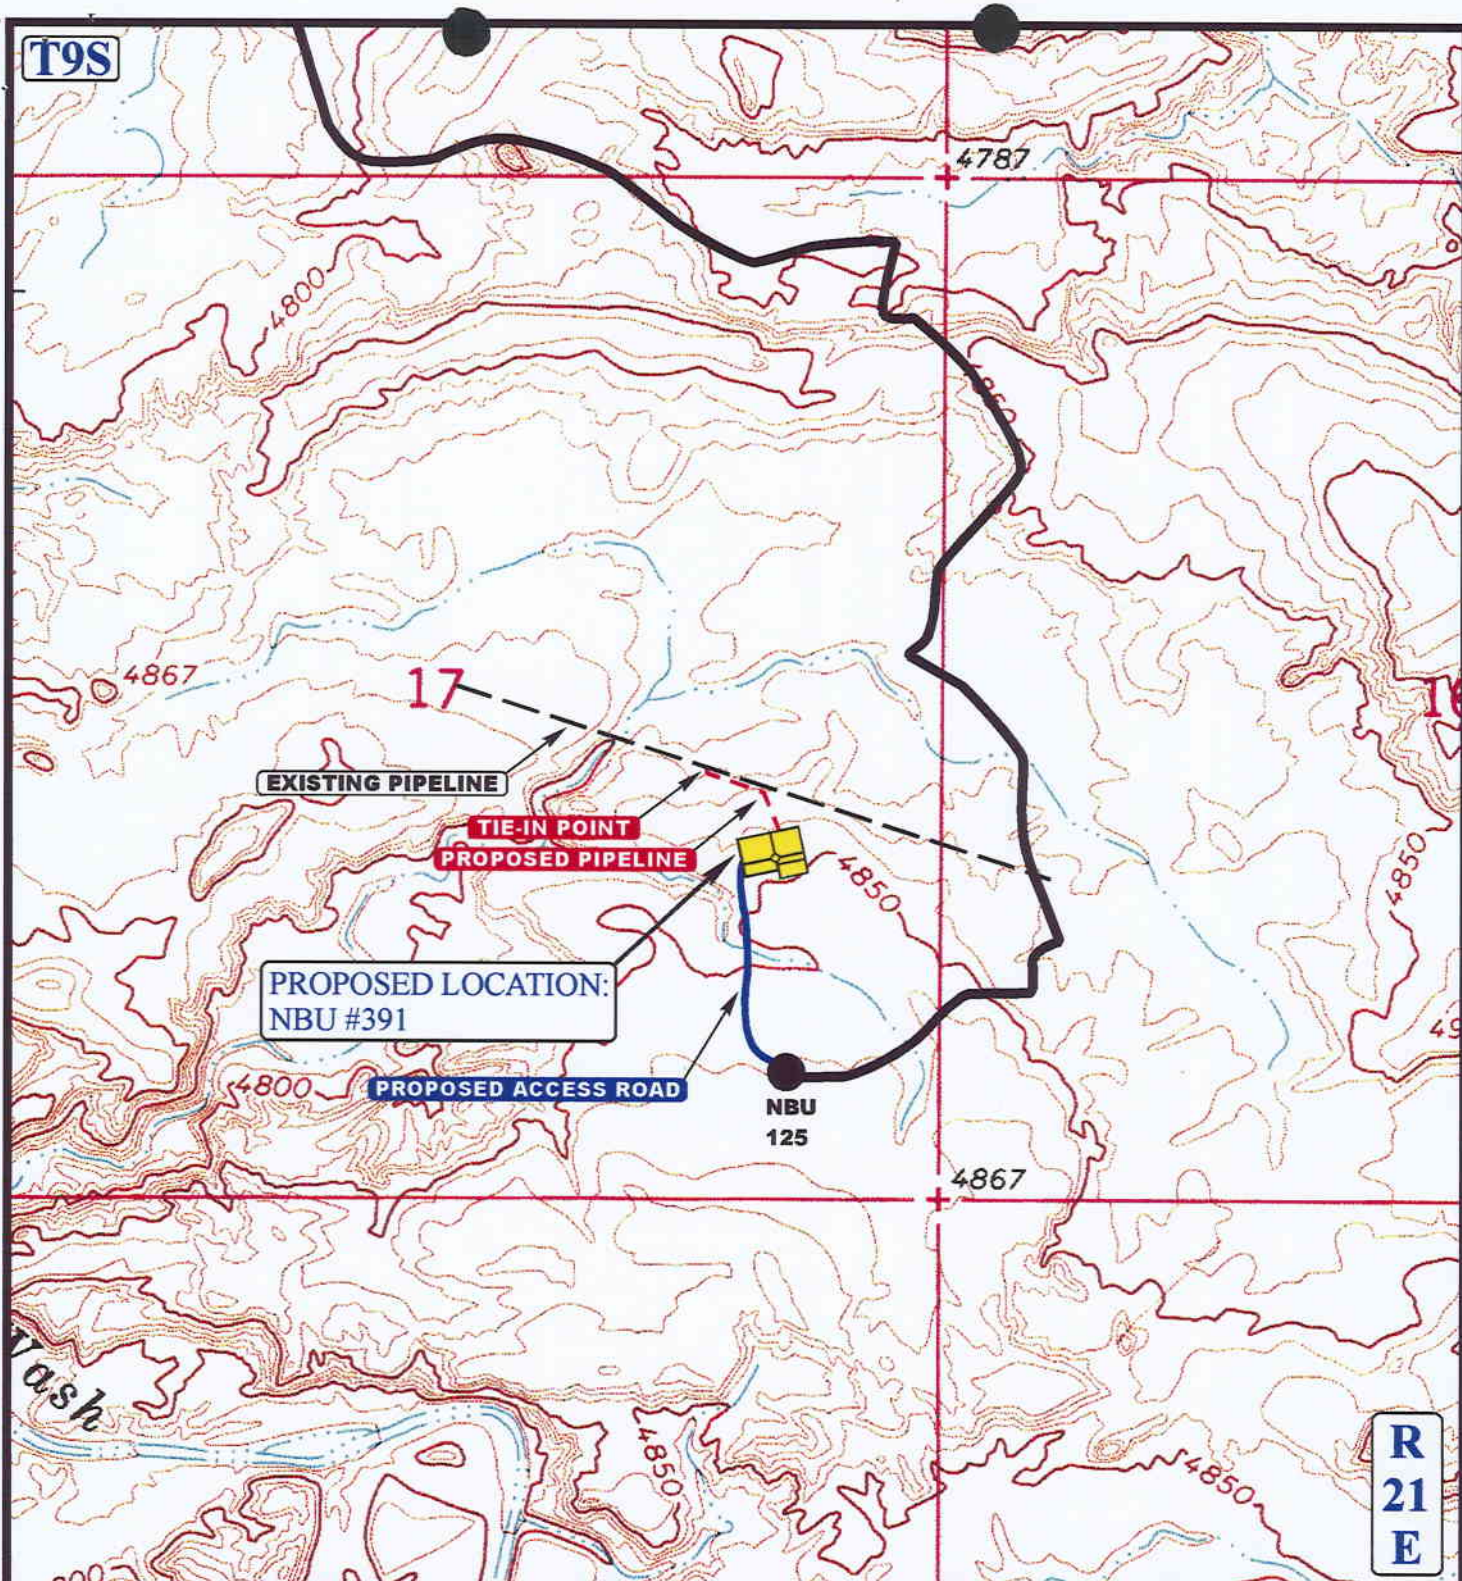 T9S
4787
4800
4850
4867
17
EXISTING PIPELINE
TIE-IN POINT
PROPOSED PIPELINE
4850
4850
PROPOSED LOCATION:
NBU #391
4800
PROPOSED ACCESS ROAD
NBU
125
4867
4850
4850
R
21
E